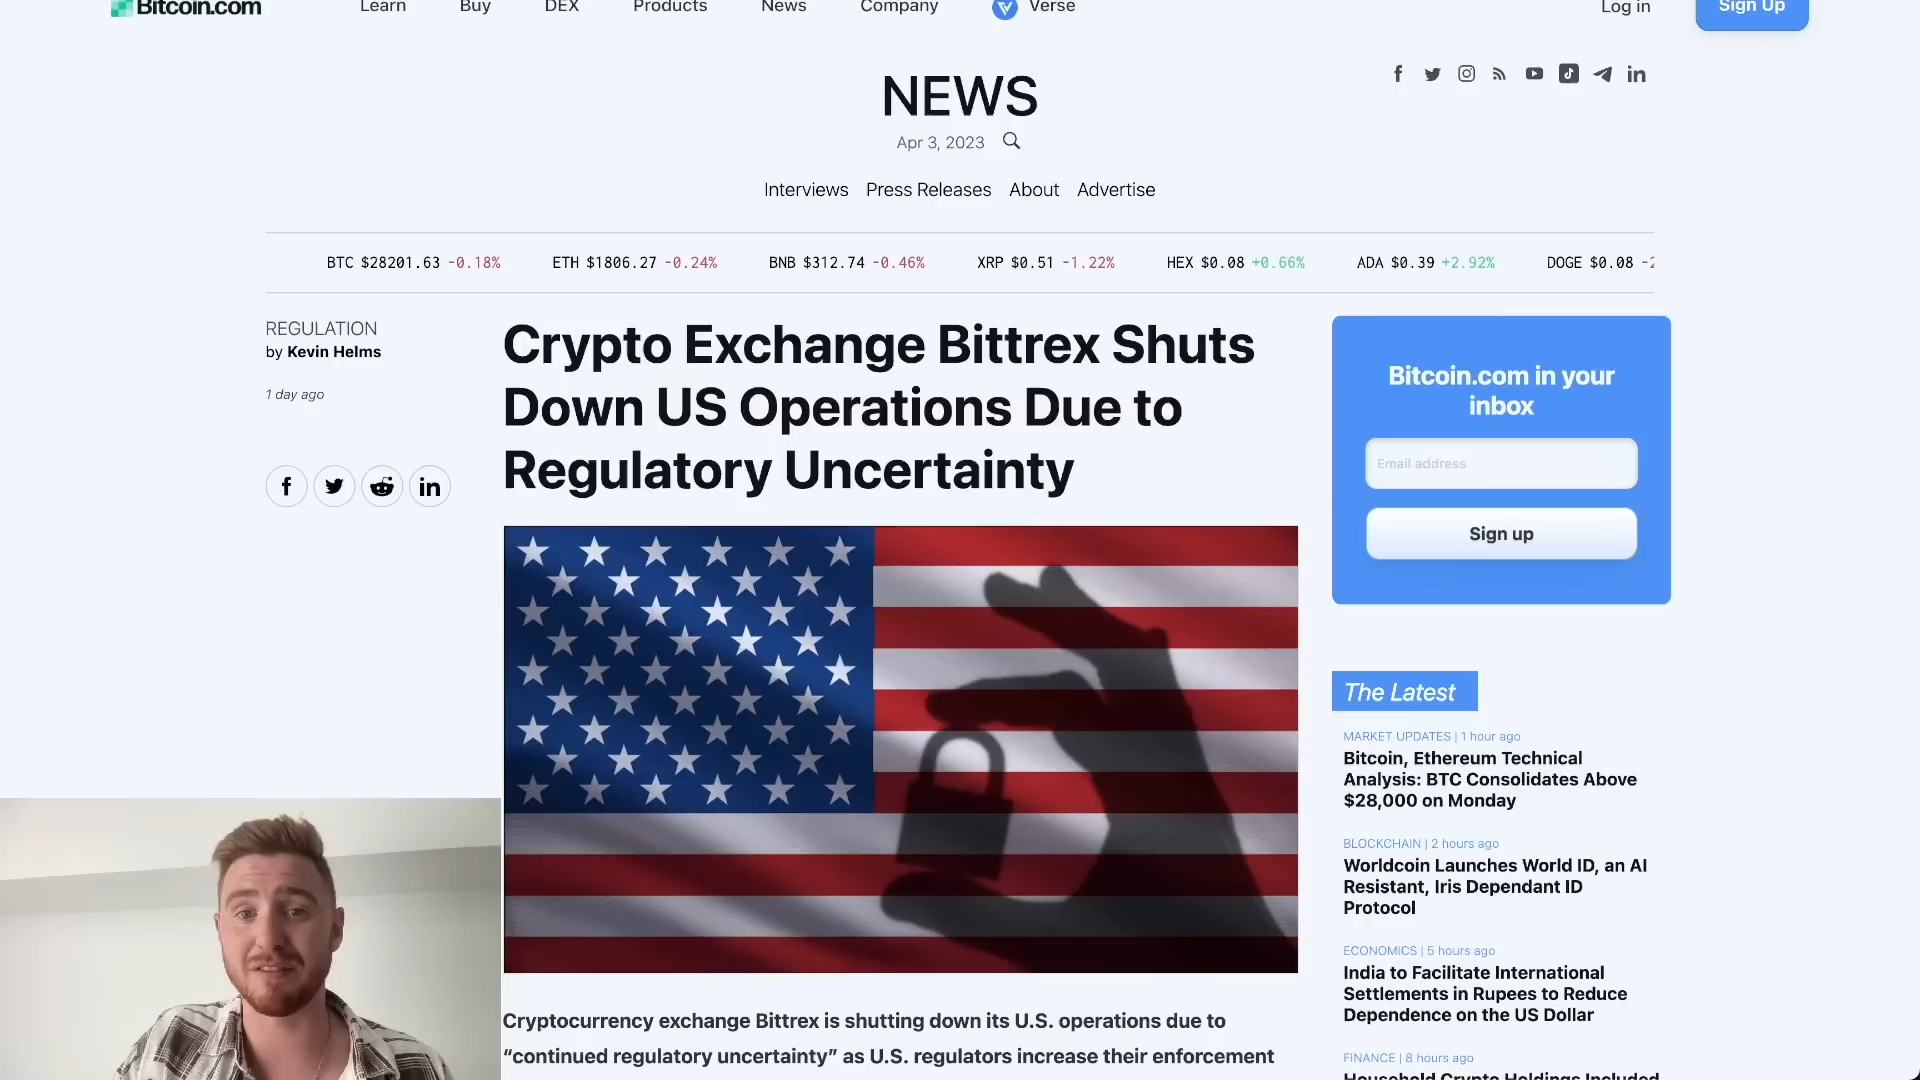 Bitcoin.com
Learn
Buy
DEX
Products
News
Company
Verse
Log in
Sign Up
NEWS
Apr 3, 2023
Interviews
Press Releases
About
Advertise
BTC $28201.63 -0.18%
ETH $1806.27 -0.24%
BNB $312.74 -0.46%
XRP $0.51 -1.22%
HEX $0.08 +0.66%
ADA $0.39 +2.92%
DOGE $0.08
REGULATION
by Kevin Helms
1 day ago
Crypto Exchange Bittrex Shuts
Down US Operations Due to
Regulatory Uncertainty
Cryptocurrency exchange Bittrex is shutting down its U.S. operations due to
“continued regulatory uncertainty” as U.S. regulators increase their enforcement
Bitcoin.com in your
inbox
Email address
Sign up
The Latest
MARKET UPDATES | 1 hour ago
Bitcoin, Ethereum Technical
Analysis: BTC Consolidates Above
$28,000 on Monday
BLOCKCHAIN | 2 hours ago
Worldcoin Launches World ID, an AI
Resistant, Iris Dependant ID
Protocol
ECONOMICS | 5 hours ago
India to Facilitate International
Settlements in Rupees to Reduce
Dependence on the US Dollar
FINANCE | 8 hours ago
Household Crypto Holdings Included